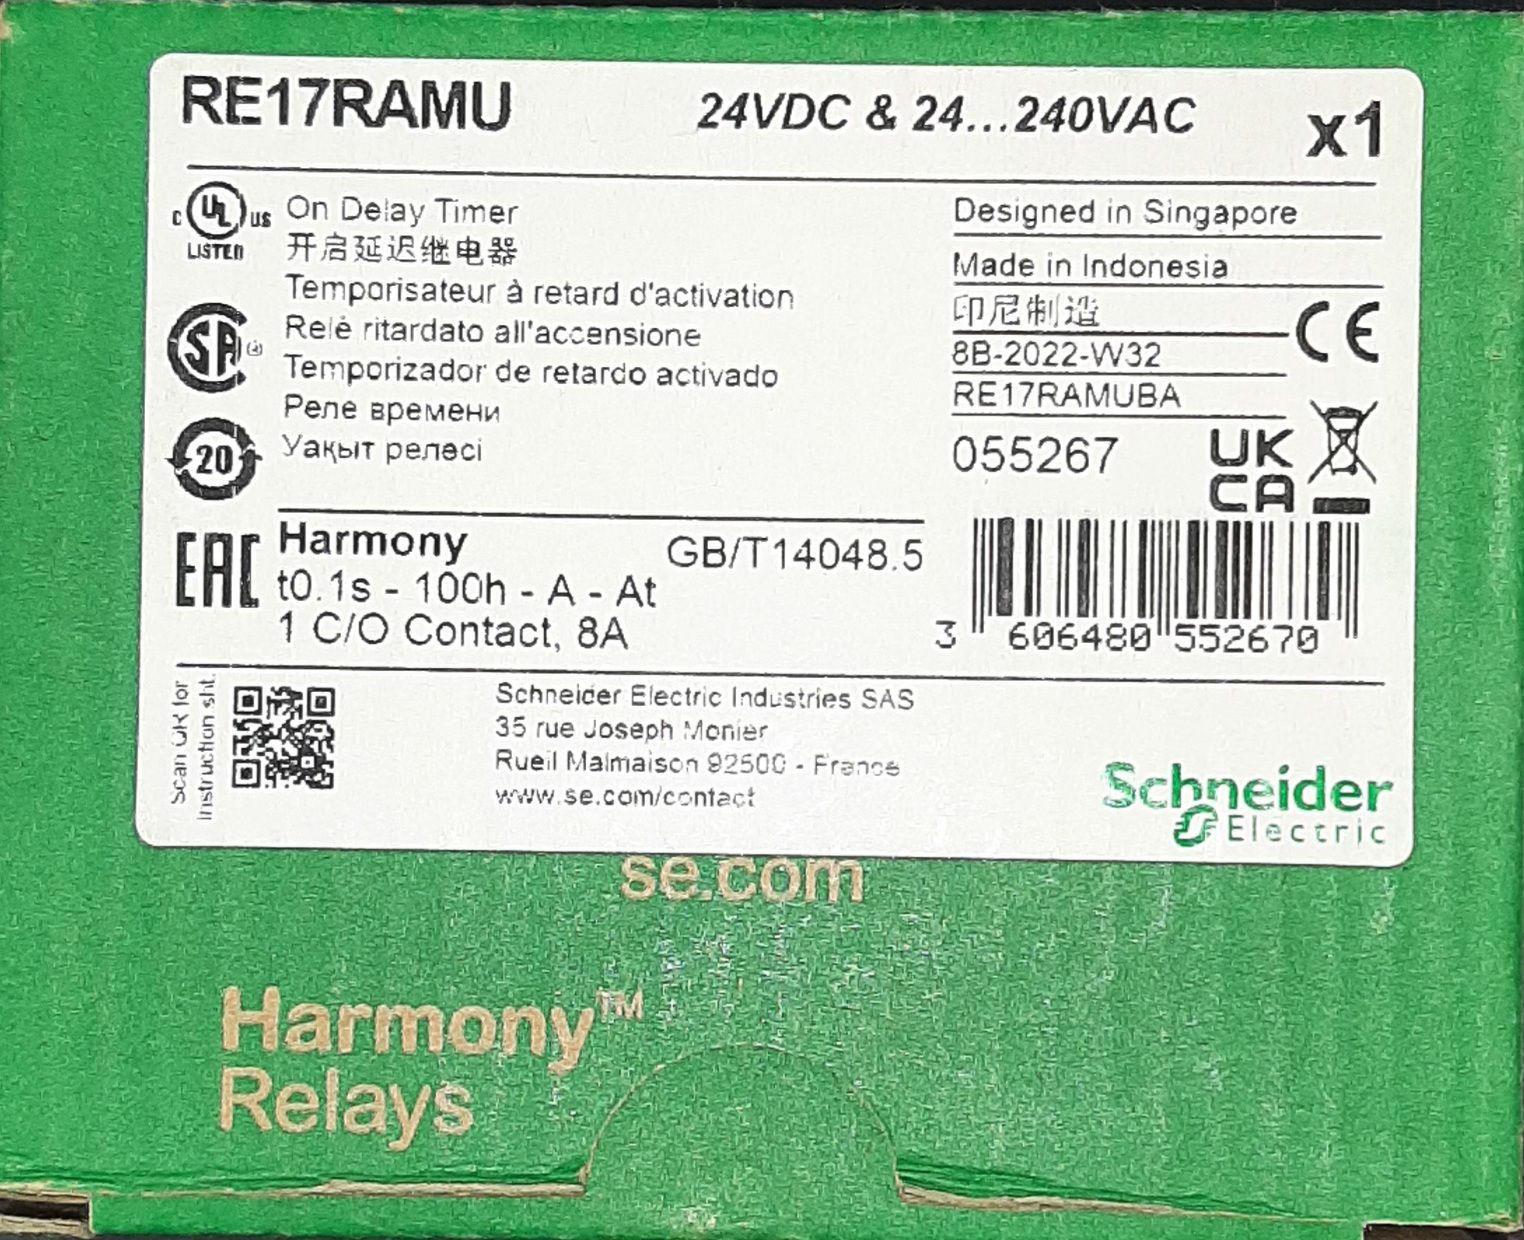 RE17RAMU 24VDC & 24...240VAC x1
C UL US LISTED
On Delay Timer
开启延迟继电器
Temporisateur à retard d'activation
Relè ritardato all'accensione
Temporizador de retardo activado
Реле времени
Уақыт релесі
SA
20
EAC
Designed in Singapore
Made in Indonesia
印尼制造
8B-2022-W32
RE17RAMUBA
055267
CE
UK
CA
Harmony GB/T14048.5
t0.1s - 100h - A - At
1 C/O Contact, 8A
3 606480 552670
Scan QR for
Instruction sht.
Schneider Electric Industries SAS
35 rue Joseph Monier
Rueil Malmaison 92500 - France
www.se.com/contact
Schneider
Electric
se.com
Harmony™
Relays